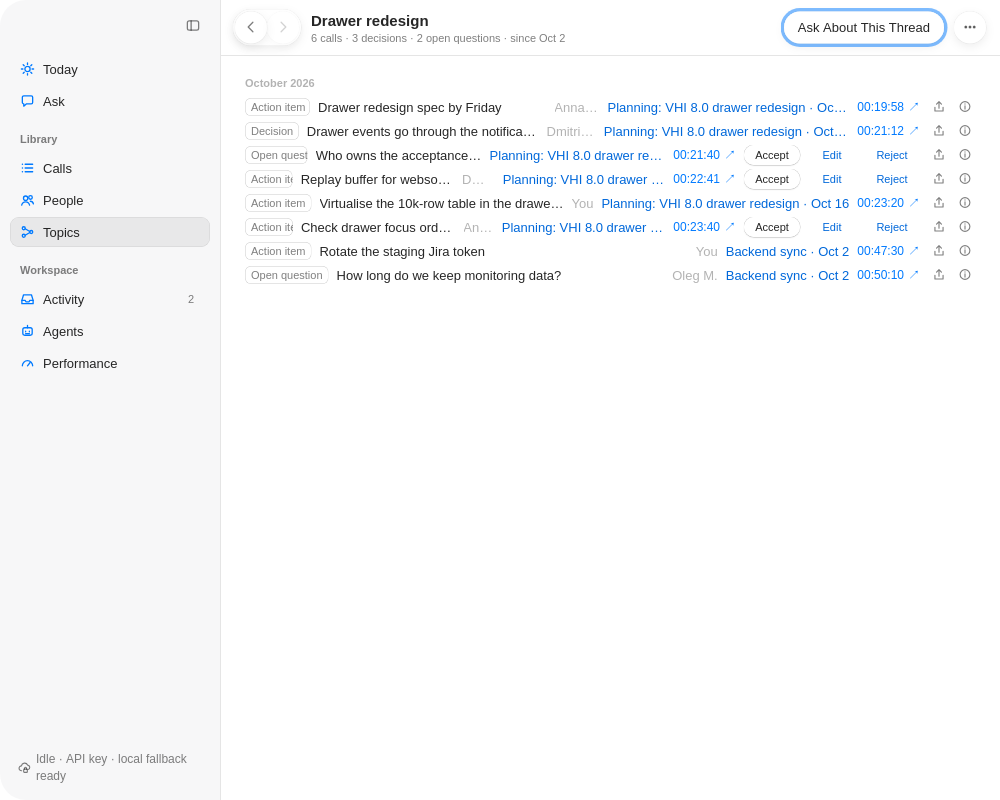 Today
Ask
Library
Calls
People
Topics
Workspace
Activity 2
Agents
Performance
Idle · API key · local fallback
ready
Drawer redesign
6 calls · 3 decisions · 2 open questions · since Oct 2
Ask About This Thread
October 2026
Action item Drawer redesign spec by Friday Anna… Planning: VHI 8.0 drawer redesign · Oc… 00:19:58
Decision Drawer events go through the notifica… Dmitri… Planning: VHI 8.0 drawer redesign · Oct… 00:21:12
Open quest Who owns the acceptance… Planning: VHI 8.0 drawer re… 00:21:40 Accept Edit Reject
Action ite Replay buffer for webso… D… Planning: VHI 8.0 drawer … 00:22:41 Accept Edit Reject
Action item Virtualise the 10k-row table in the drawe… You Planning: VHI 8.0 drawer redesign · Oct 16 00:23:20
Action ite Check drawer focus ord… An… Planning: VHI 8.0 drawer … 00:23:40 Accept Edit Reject
Action item Rotate the staging Jira token You Backend sync · Oct 2 00:47:30
Open question How long do we keep monitoring data? Oleg M. Backend sync · Oct 2 00:50:10